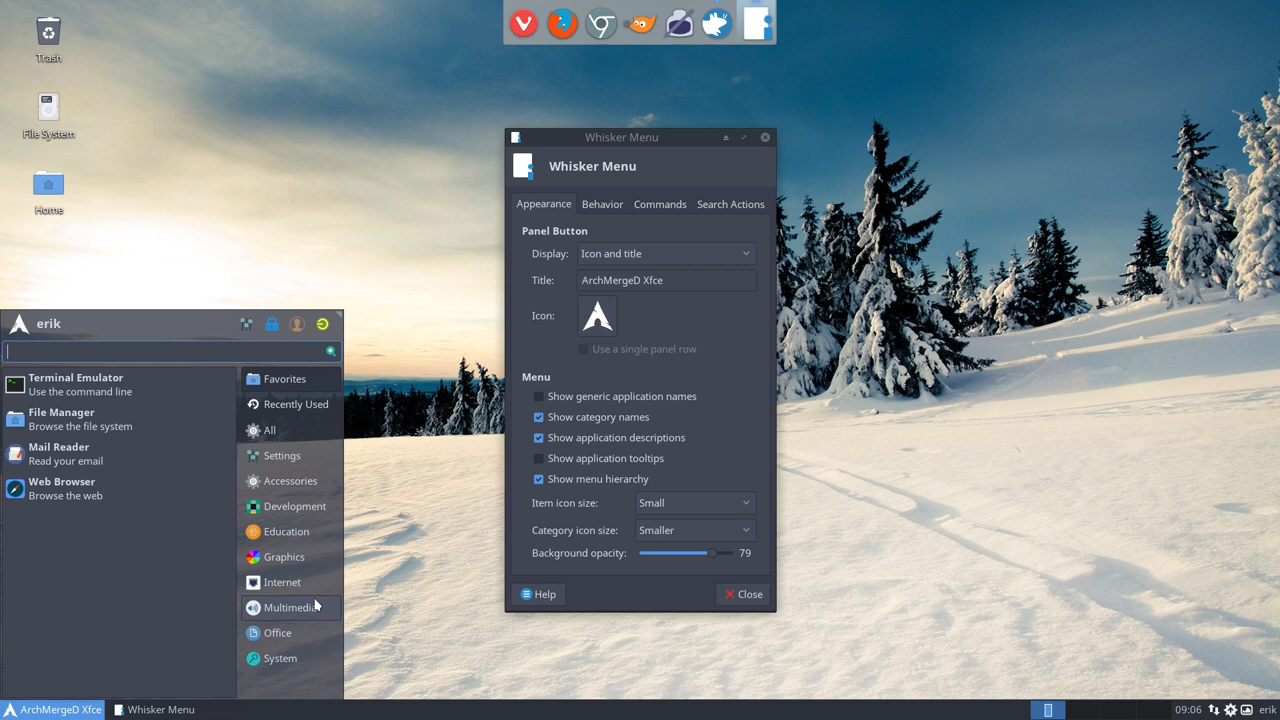 Trash
File System
Home
Whisker Menu
Whisker Menu
Appearance
Behavior
Commands
Search Actions
Panel Button
Display:
Icon and title
Title:
ArchMergeD Xfce
Icon:
Use a single panel row
Menu
Show generic application names
Show category names
Show application descriptions
Show application tooltips
Show menu hierarchy
Item icon size:
Small
Category icon size:
Smaller
Background opacity:
79
Help
Close
erik
Terminal Emulator
Use the command line
File Manager
Browse the file system
Mail Reader
Read your email
Web Browser
Browse the web
Favorites
Recently Used
All
Settings
Accessories
Development
Education
Graphics
Internet
Multimedia
Office
System
ArchMergeD Xfce
Whisker Menu
09:06
erik